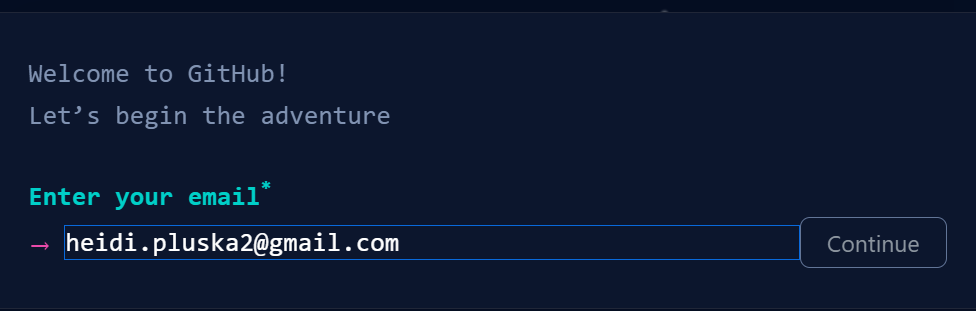 Welcome to GitHub!
Let’s begin the adventure
Enter your email*
→ heidi.pluska2@gmail.com Continue